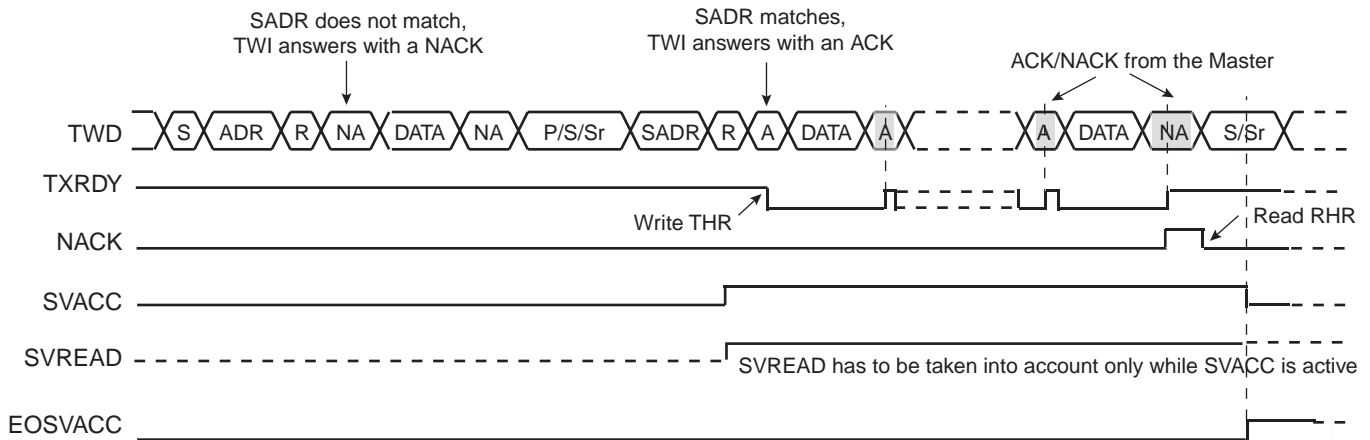 SADR does not match,
TWI answers with a NACK
SADR matches,
TWI answers with an ACK
ACK/NACK from the Master
TWD S ADR R NA DATA NA P/S/Sr SADR R A DATA A A DATA NA S/Sr
TXRDY
Write THR
Read RHR
NACK
SVACC
SVREAD
SVREAD has to be taken into account only while SVACC is active
EOSVACC